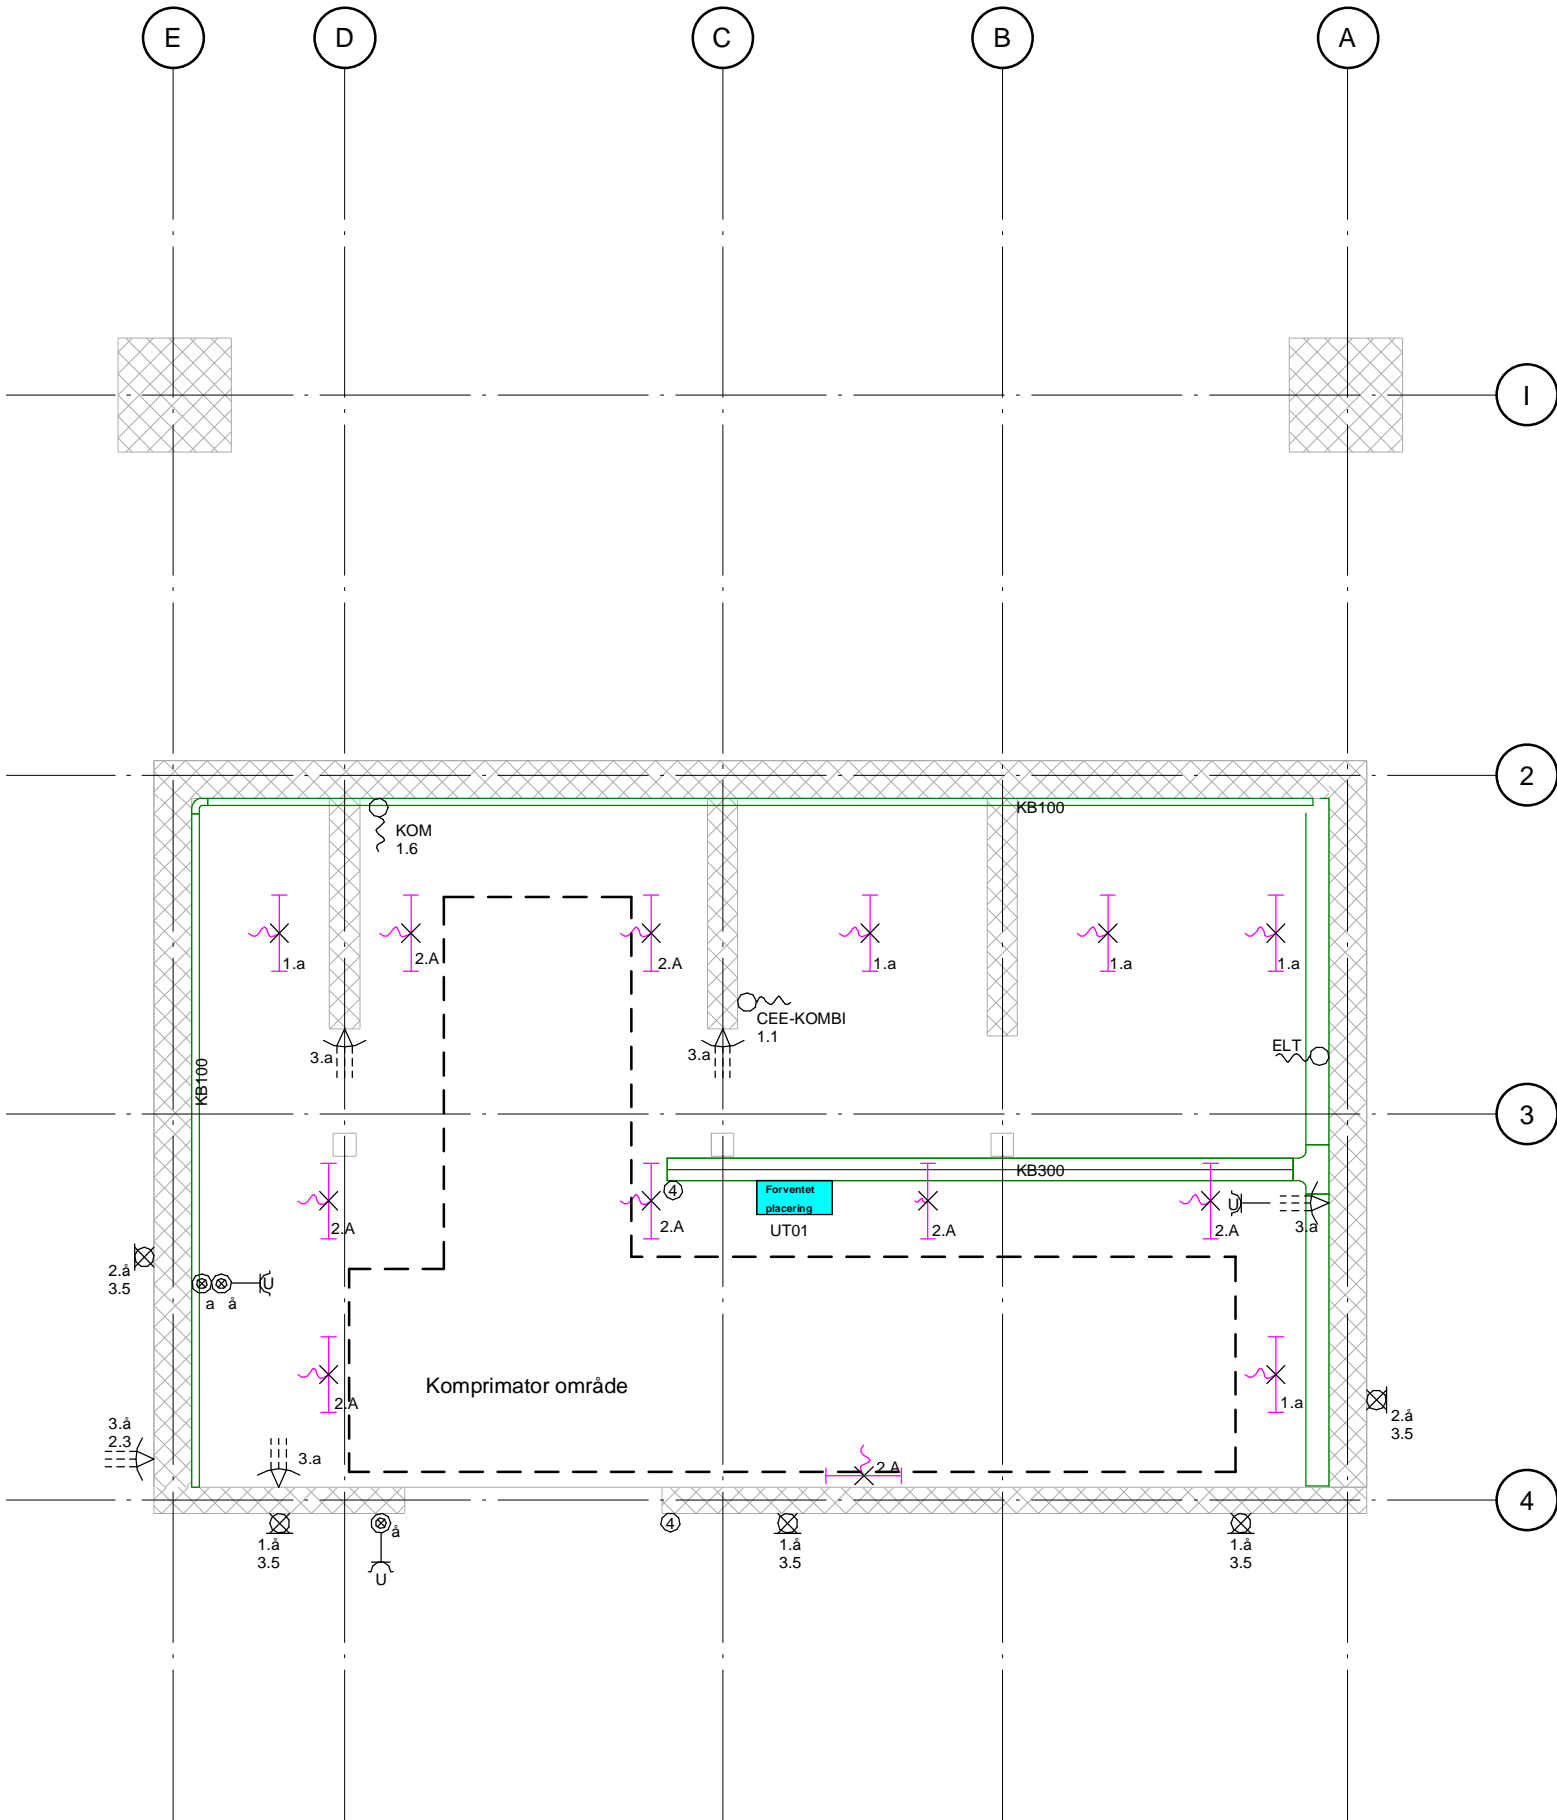 E
D
C
B
A
I
2
KB100
KOM
1.6
1.a
2.A
2.A
1.a
1.a
1.a
CEE-KOMBI
1.1
3.a
3.a
ELT
KB100
3
KB300
4
Forventet
placering
UT01
2.A
2.A
2.A
2.A
U
3.a
2.å
3.5
a
å
U
Komprimator område
2.A
1.a
2.å
3.5
3.å
2.3
3.a
2.A
4
1.å
3.5
å
U
4
1.å
3.5
1.å
3.5